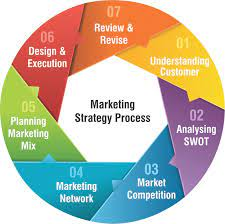 07
Review &
Revise
01
Understanding
Customer
02
Analysing
SWOT
03
Market
Competition
04
Marketing
Network
05
Planning
Marketing
Mix
06
Design &
Execution
Marketing
Strategy Process